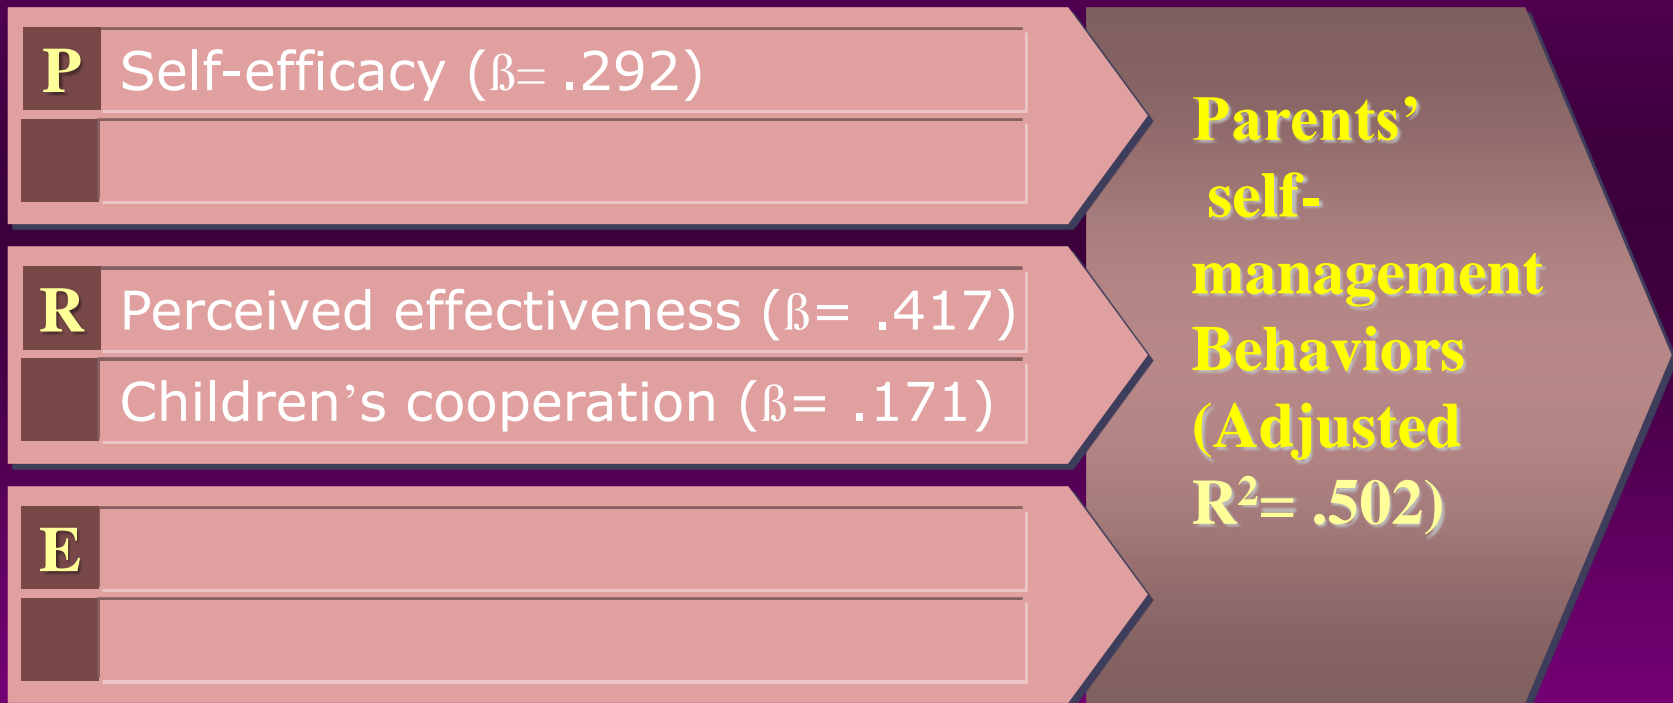 P Self-efficacy (ß= .292)
R Perceived effectiveness (ß= .417)
Children’s cooperation (ß= .171)
E
Parents’
self-
management
Behaviors
(Adjusted
R²= .502)